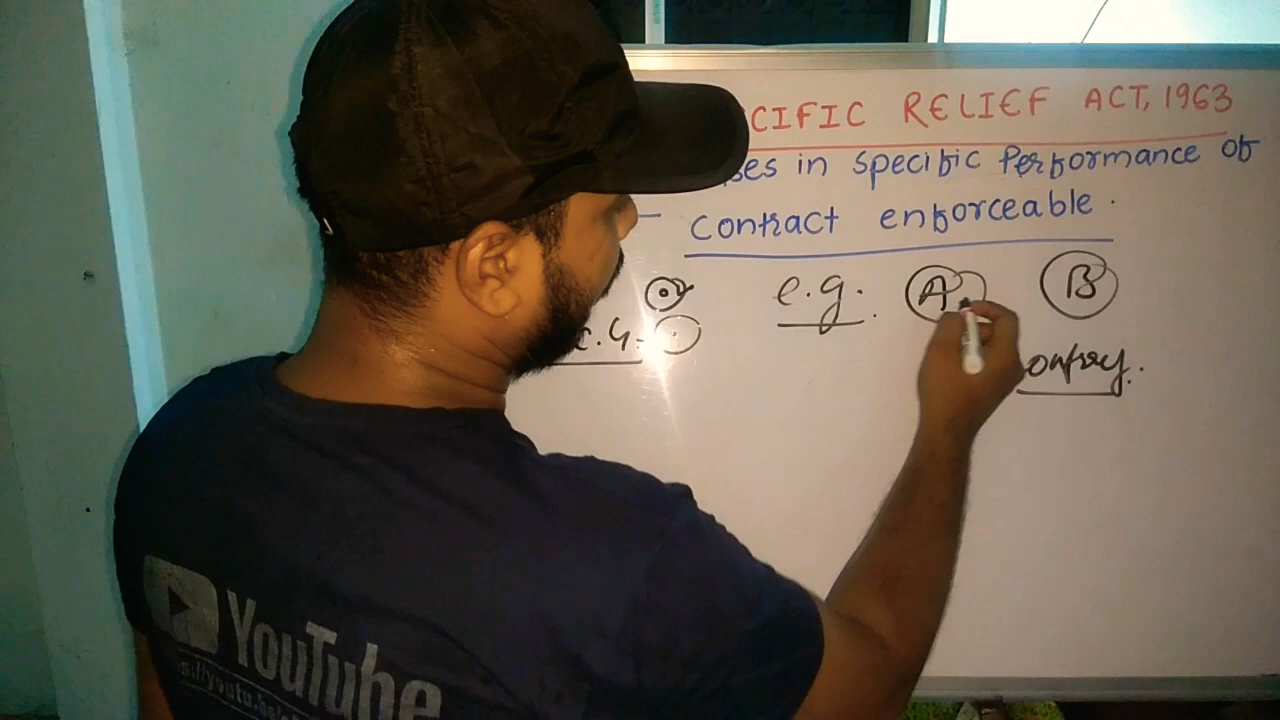 CIFIC RELIEF ACT, 1963
ses in specific Performance of
contract enforceable.
e.g. A B
c.G.
YouTube